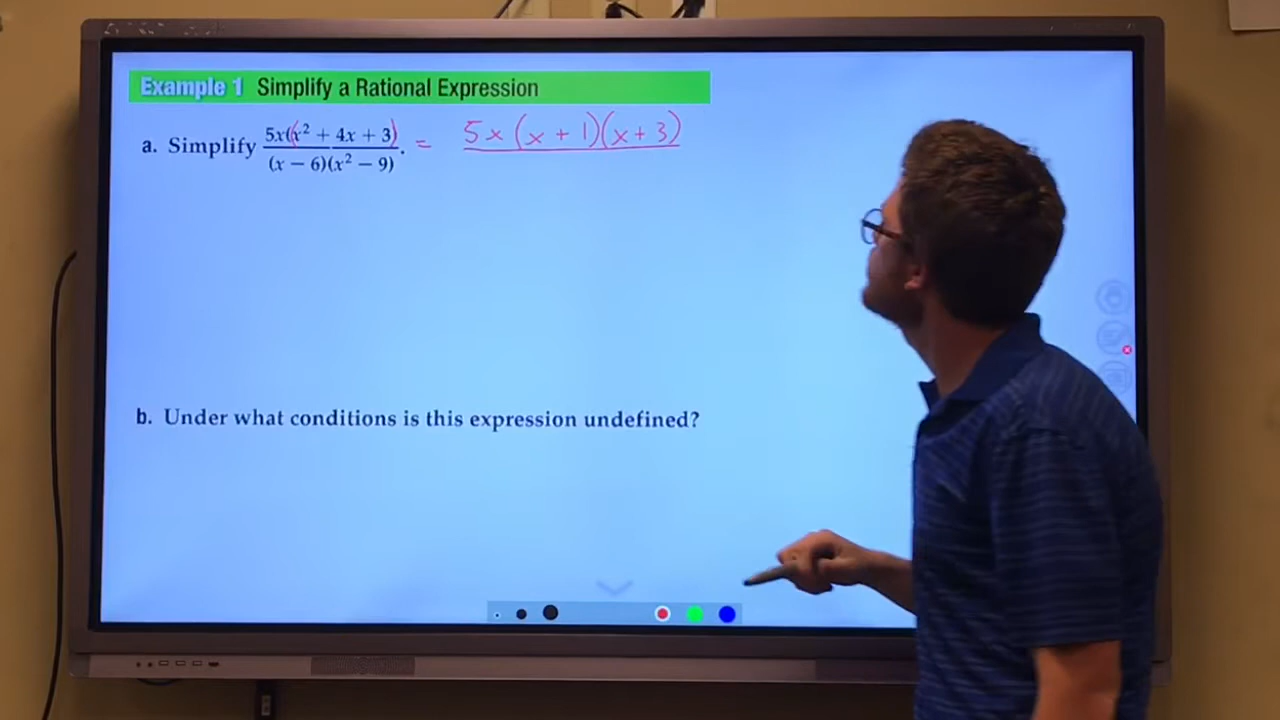 Example 1 Simplify a Rational Expression
a. Simplify 5x(x² + 4x + 3) / (x − 6)(x² − 9). = 5x(x + 1)(x + 3)
b. Under what conditions is this expression undefined?